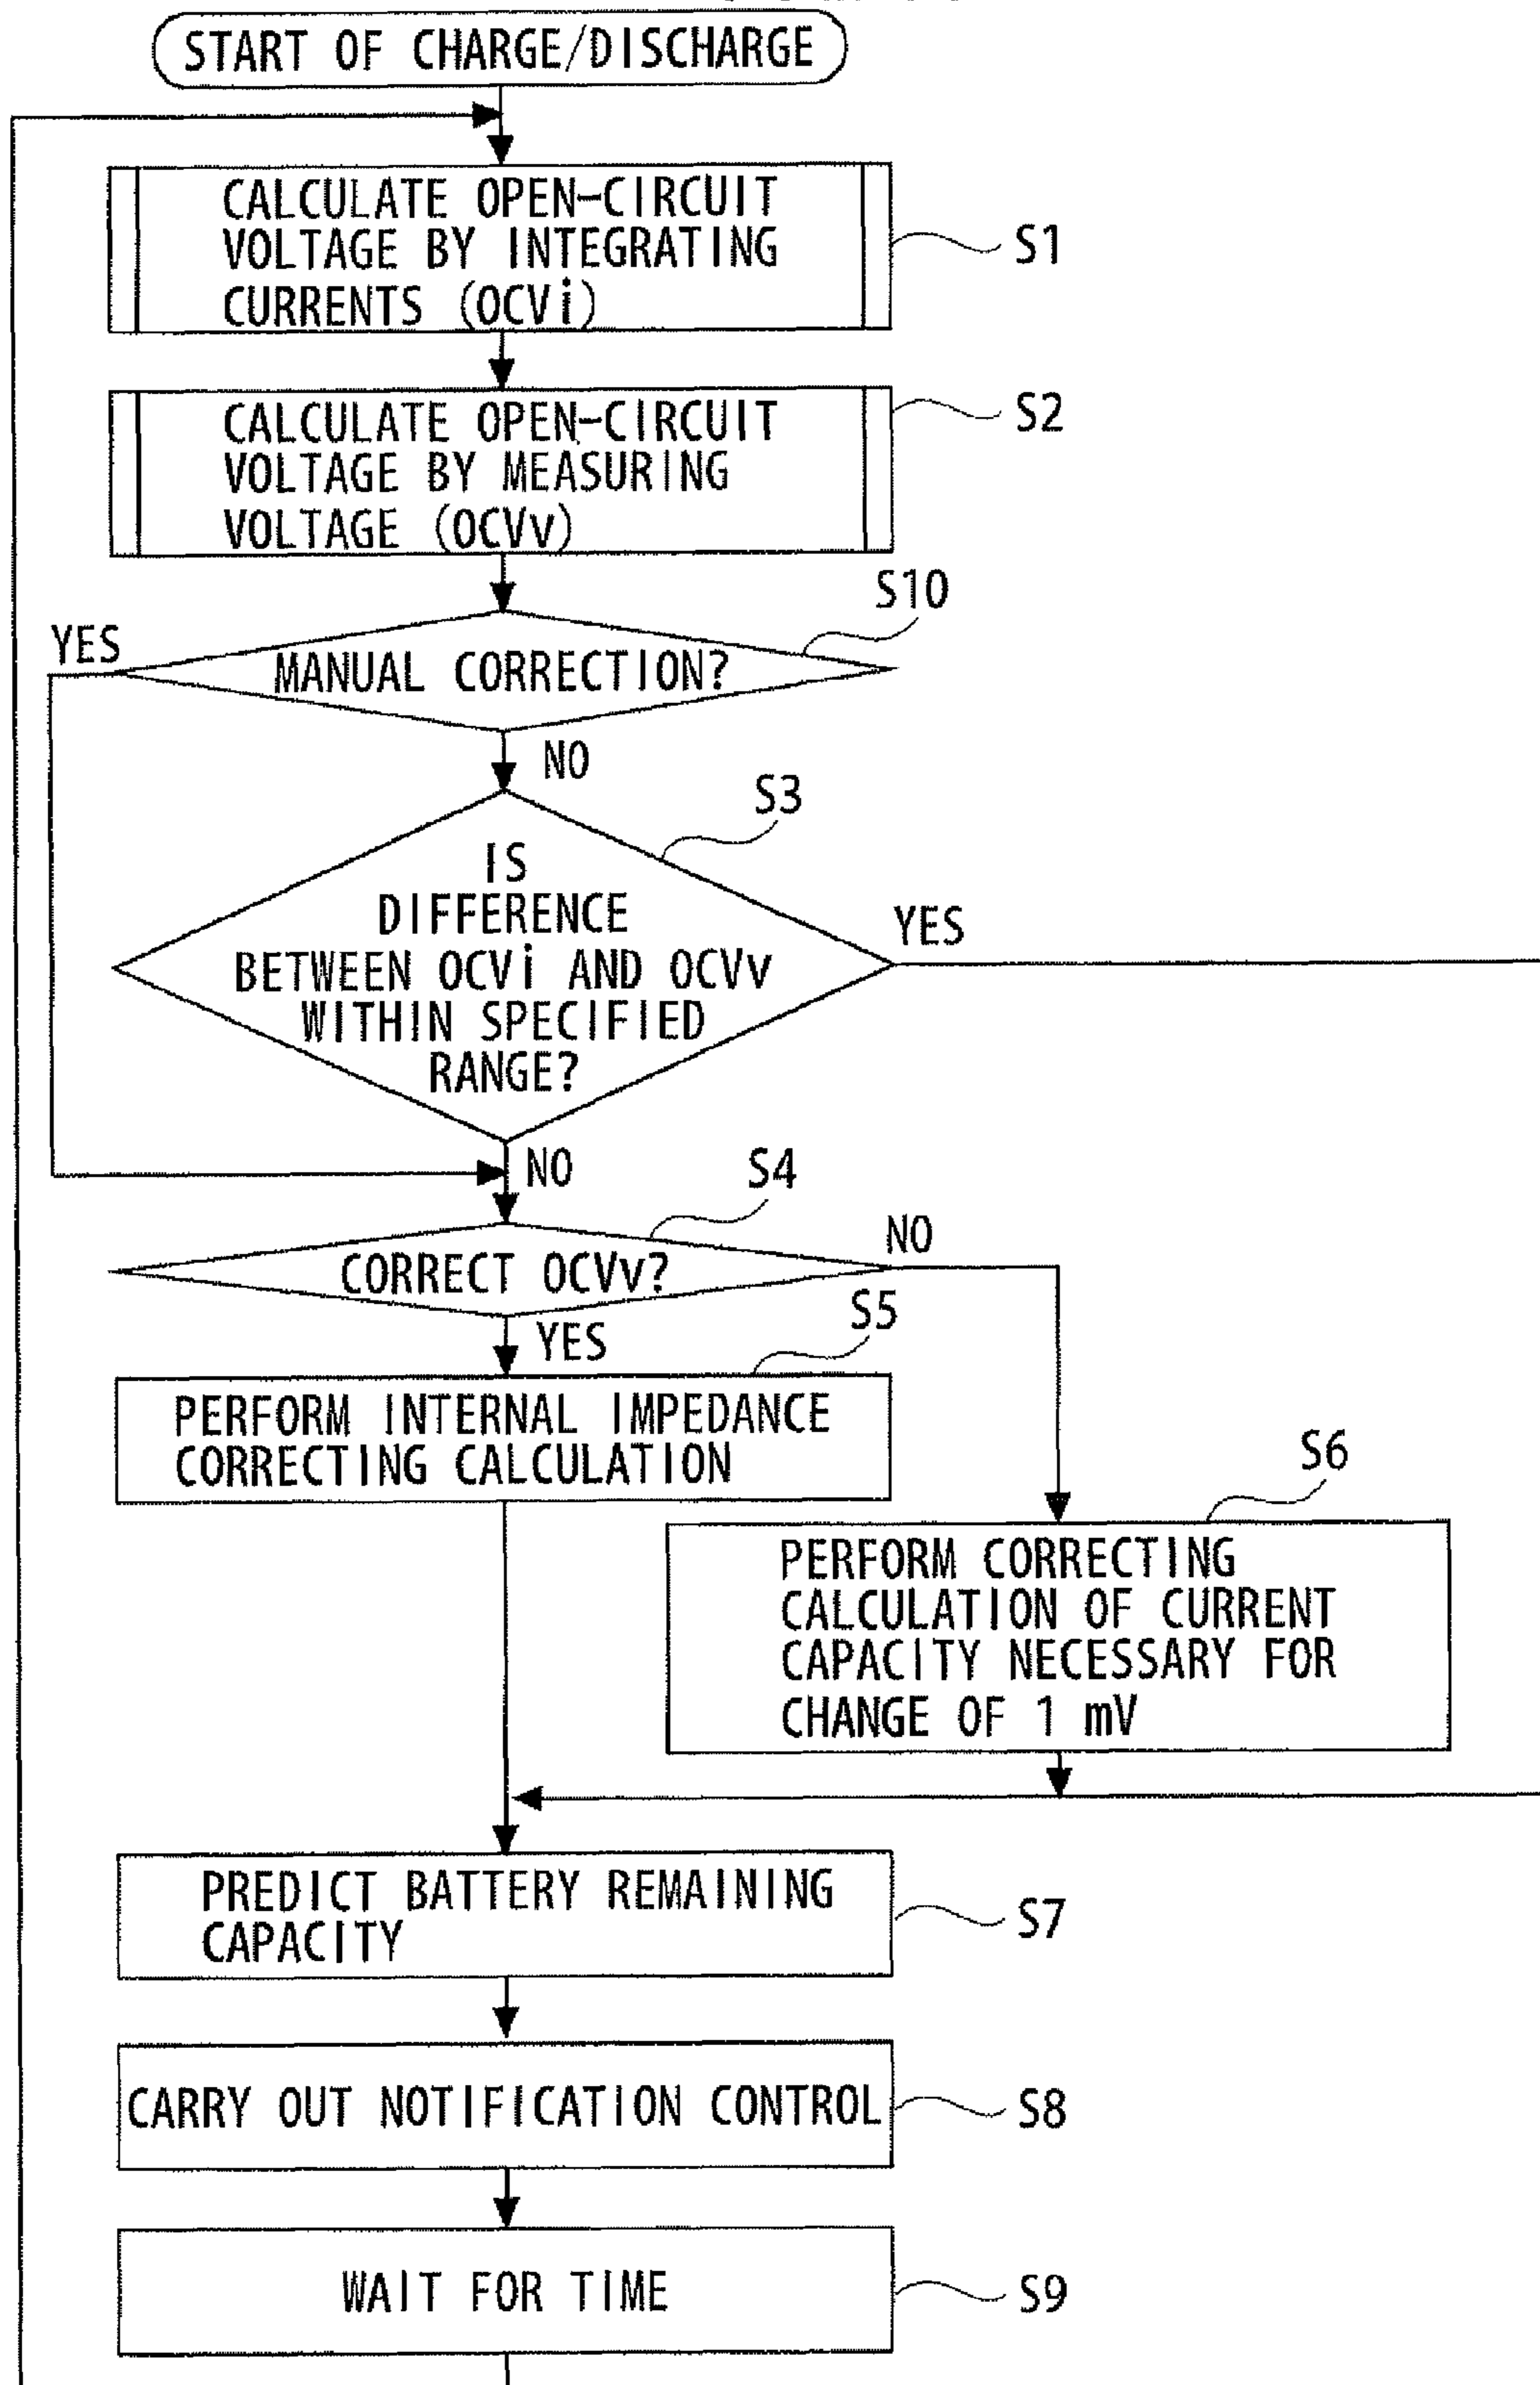 START OF CHARGE/DISCHARGE
CALCULATE OPEN-CIRCUIT
VOLTAGE BY INTEGRATING
CURRENTS (OCVi)
S1
CALCULATE OPEN-CIRCUIT
VOLTAGE BY MEASURING
VOLTAGE (OCVv)
S2
S10
YES
MANUAL CORRECTION?
NO
S3
IS
DIFFERENCE
BETWEEN OCVi AND OCVv
WITHIN SPECIFIED
RANGE?
YES
NO
S4
CORRECT OCVv?
NO
YES
S5
PERFORM INTERNAL IMPEDANCE
CORRECTING CALCULATION
S6
PERFORM CORRECTING
CALCULATION OF CURRENT
CAPACITY NECESSARY FOR
CHANGE OF 1 mV
PREDICT BATTERY REMAINING
CAPACITY
S7
CARRY OUT NOTIFICATION CONTROL
S8
WAIT FOR TIME
S9